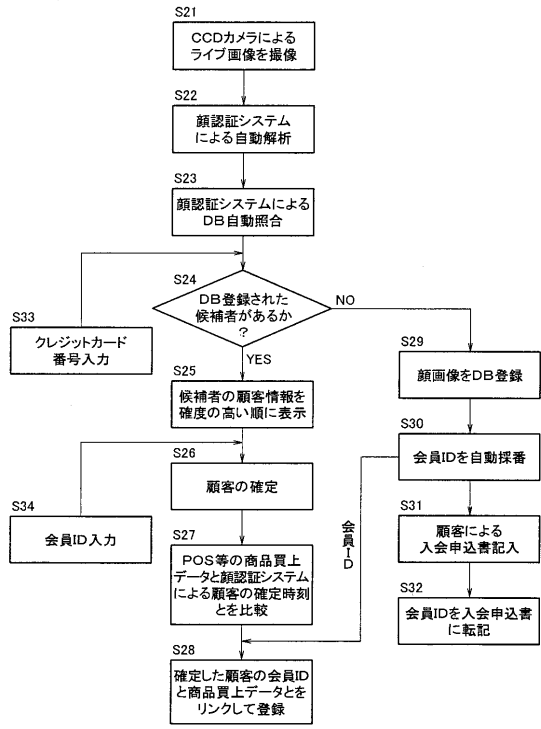 S21
CCDカメラによる
ライブ画像を撮像
S22
顔認証システム
による自動解析
S23
顔認証システムによる
DB自動照合
S24
DB登録された
候補者があるか
?
NO
YES
S33
クレジットカード
番号入力
S25
候補者の顧客情報を
確度の高い順に表示
S26
顧客の確定
S34
会員ID入力
S27
POS等の商品買上
データと顔認証システム
による顧客の確定時刻
とを比較
S28
確定した顧客の会員ID
と商品買上データとを
リンクして登録
S29
顔画像をDB登録
S30
会員IDを自動採番
会員ID
S31
顧客による
入会申込書記入
S32
会員IDを入会申込書
に転記